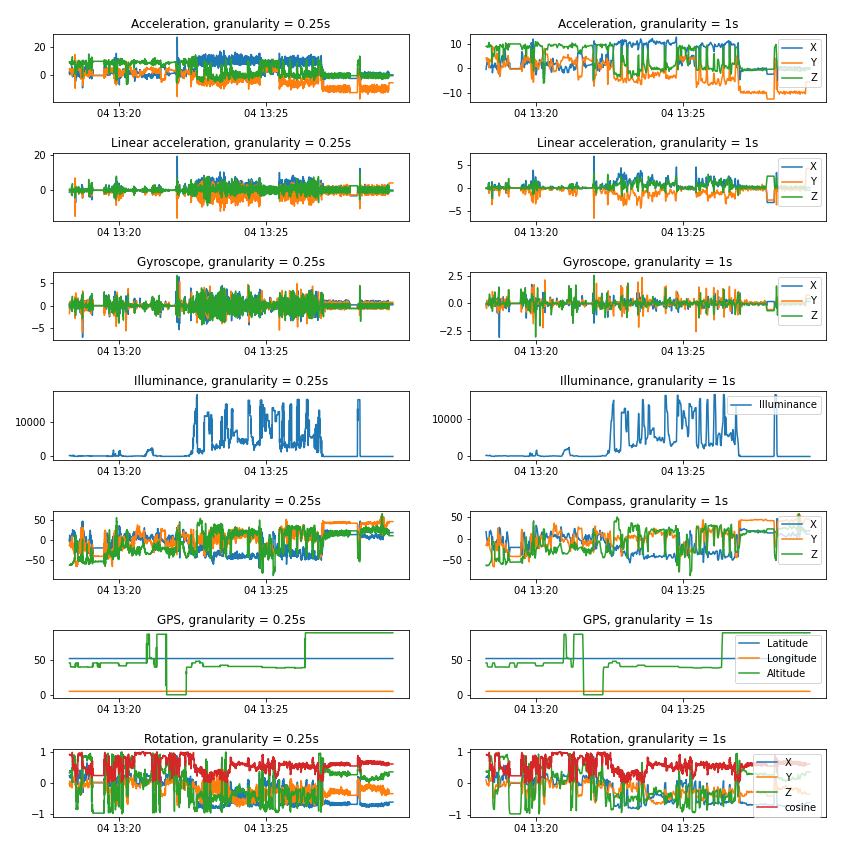 Acceleration, granularity = 0.25s
20
0
04 13:20
04 13:25
Acceleration, granularity = 1s
10
0
−10
04 13:20
04 13:25
X
Y
Z
Linear acceleration, granularity = 0.25s
20
0
04 13:20
04 13:25
Linear acceleration, granularity = 1s
5
0
−5
04 13:20
04 13:25
X
Y
Z
Gyroscope, granularity = 0.25s
5
0
−5
04 13:20
04 13:25
Gyroscope, granularity = 1s
2.5
0.0
−2.5
04 13:20
04 13:25
X
Y
Z
Illuminance, granularity = 0.25s
10000
0
04 13:20
04 13:25
Illuminance, granularity = 1s
10000
0
04 13:20
04 13:25
Illuminance
Compass, granularity = 0.25s
50
0
−50
04 13:20
04 13:25
Compass, granularity = 1s
50
0
−50
04 13:20
04 13:25
X
Y
Z
GPS, granularity = 0.25s
50
0
04 13:20
04 13:25
GPS, granularity = 1s
50
0
04 13:20
04 13:25
Latitude
Longitude
Altitude
Rotation, granularity = 0.25s
1
0
−1
04 13:20
04 13:25
Rotation, granularity = 1s
1
0
−1
04 13:20
04 13:25
X
Y
Z
cosine